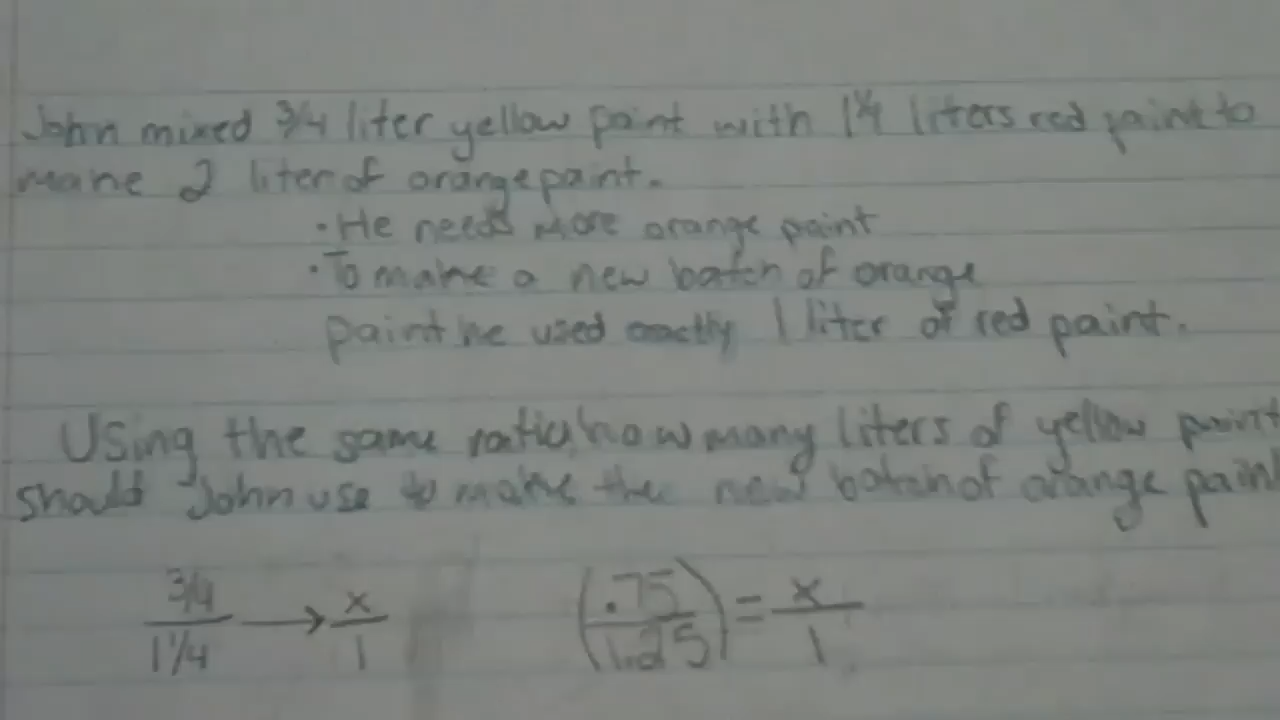 John mixed 3/4 liter yellow paint with 1 1/4 liters red paint to
make 2 liter of orange paint.
· He needs more orange paint
· To make a new batch of orange
paint he used exactly 1 liter of red paint.
Using the same ratio, how many liters of yellow paint
should John use to make the new batch of orange paint
3/4 / 1 1/4 → x/1 (.75/1.25) = x/1